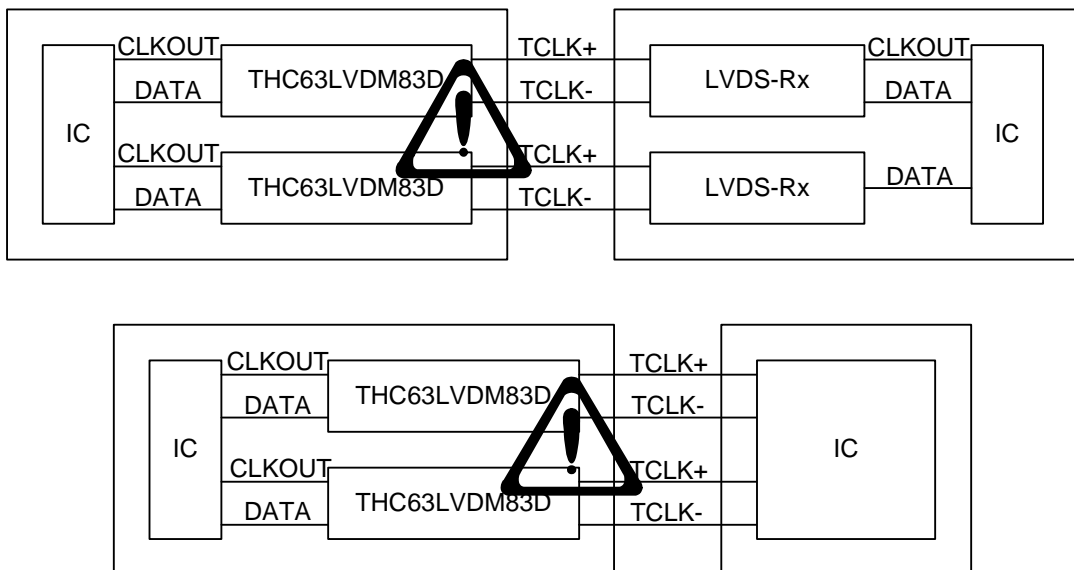 CLKOUT TCLK+ CLKOUT
THC63LVDM83D LVDS-Rx
DATA TCLK- DATA
IC IC
CLKOUT TCLK+
THC63LVDM83D LVDS-Rx DATA
DATA TCLK-
CLKOUT TCLK+
THC63LVDM83D
DATA TCLK-
IC IC
CLKOUT TCLK+
THC63LVDM83D
DATA TCLK-